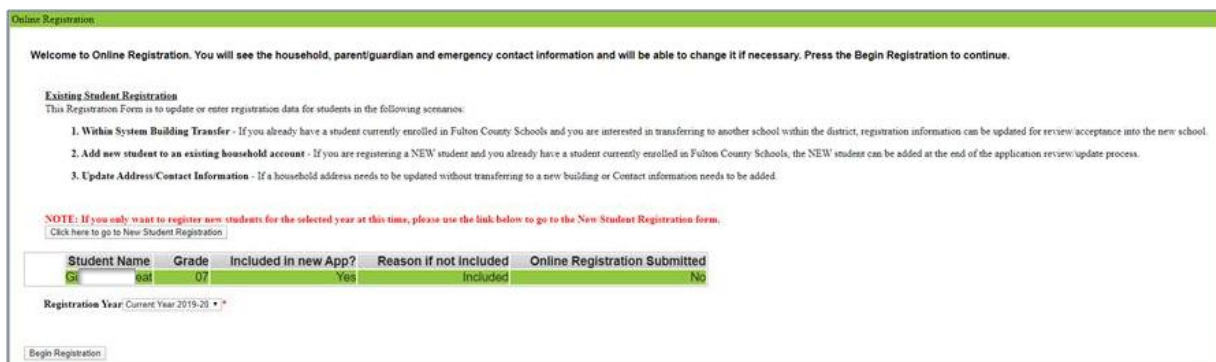 Online Registration
Welcome to Online Registration. You will see the household, parent/guardian and emergency contact information and will be able to change it if necessary. Press the Begin Registration to continue.
Existing Student Registration
This Registration Form is to update or enter registration data for students in the following scenarios:
1. Within System Building Transfer - If you already have a student currently enrolled in Fulton County Schools and you are interested in transferring to another school within the district, registration information can be updated for review/acceptance into the new school.
2. Add new student to an existing household account - If you are registering a NEW student and you already have a student currently enrolled in Fulton County Schools, the NEW student can be added at the end of the application review/update process.
3. Update Address/Contact Information - If a household address needs to be updated without transferring to a new building or Contact information needs to be added.
NOTE: If you only want to register new students for the selected year at this time, please use the link below to go to the New Student Registration form.
Click here to go to New Student Registration
Student Name Grade Included in new App? Reason if not included Online Registration Submitted
Gi eat 07 Yes Included No
Registration Year Current Year 2019-20 *
Begin Registration